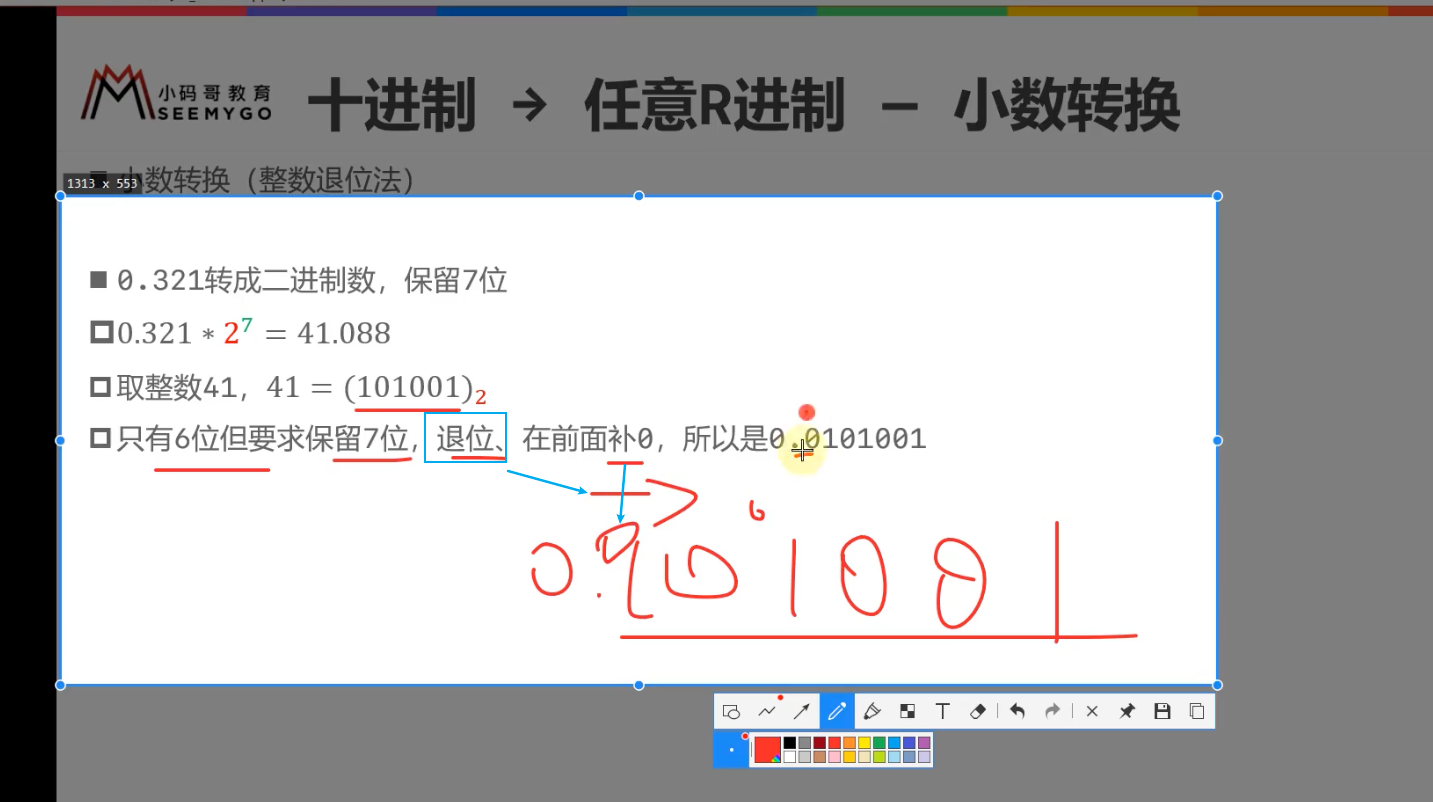 小码哥教育
SEEMYGO
十进制 → 任意R进制 – 小数转换
小数转换（整数退位法）
1313 x 553
0.321转成二进制数，保留7位
0.321 * 2⁷ = 41.088
取整数41，41 = (101001)₂
只有6位但要求保留7位，退位、在前面补0，所以是0.0101001
6
T